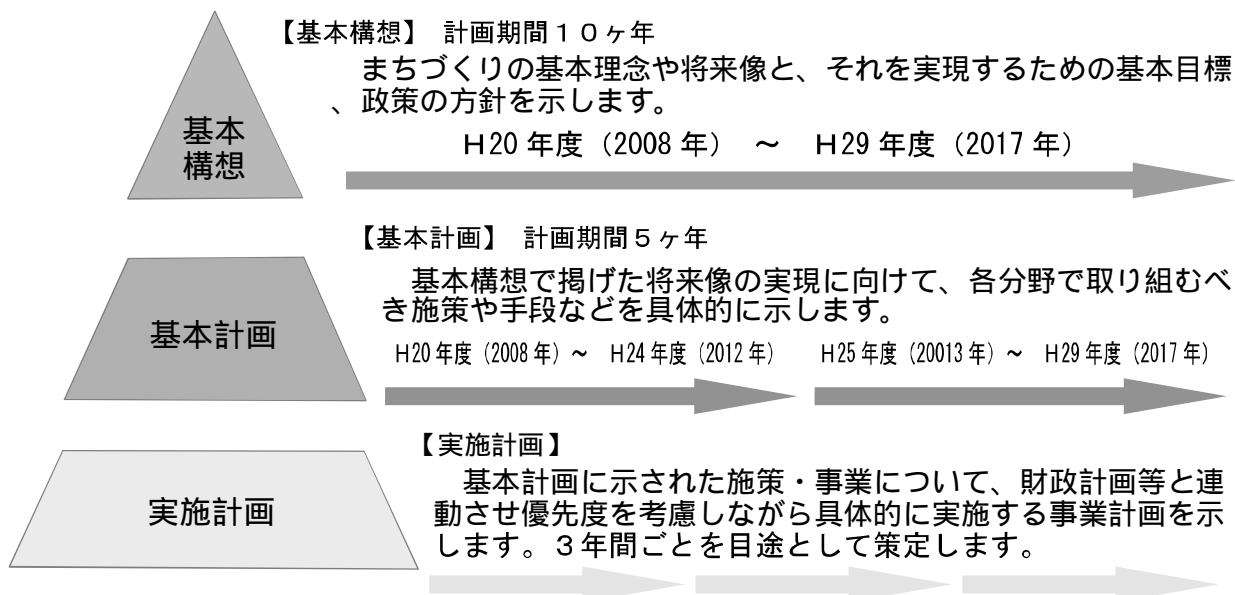 【基本構想】 計画期間１０ヶ年
まちづくりの基本理念や将来像と、それを実現するための基本目標
、政策の方針を示します。
基本
構想
Ｈ20 年度（2008 年） ～ Ｈ29 年度（2017 年）
【基本計画】 計画期間５ヶ年
基本構想で掲げた将来像の実現に向けて、各分野で取り組むべ
き施策や手段などを具体的に示します。
基本計画
Ｈ20 年度（2008 年）～ Ｈ24 年度（2012 年） Ｈ25 年度（20013 年）～ Ｈ29 年度（2017 年）
【実施計画】
基本計画に示された施策・事業について、財政計画等と連
動させ優先度を考慮しながら具体的に実施する事業計画を示
します。３年間ごとを目途として策定します。
実施計画